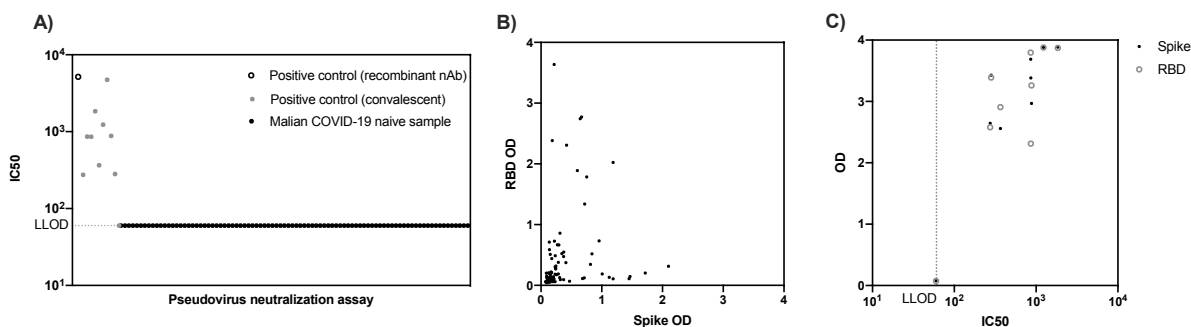 A)
10⁴
10³
10²
10¹
IC50
LLOD
Positive control (recombinant nAb)
Positive control (convalescent)
Malian COVID-19 naive sample
Pseudovirus neutralization assay
B)
4
3
2
1
0
RBD OD
0 1 2 3 4
Spike OD
C)
4
3
2
1
0
OD
Spike
RBD
LLOD
10¹ 10² 10³ 10⁴
IC50